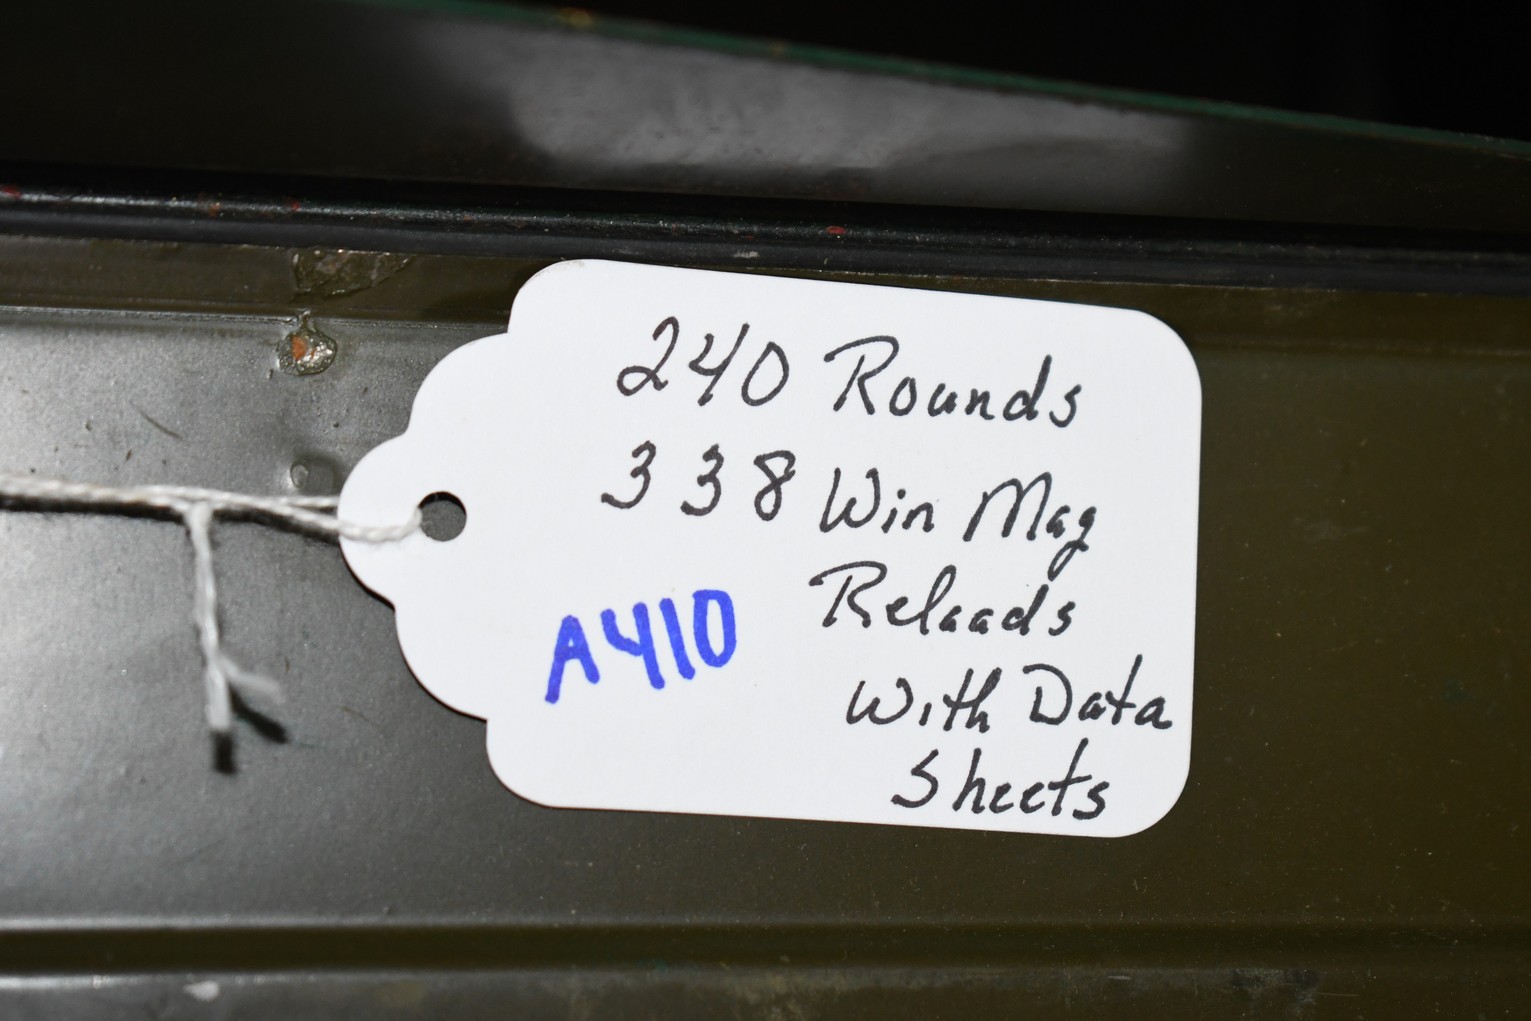 240 Rounds
338 Win Mag
Reloads
With Data
Sheets
A410